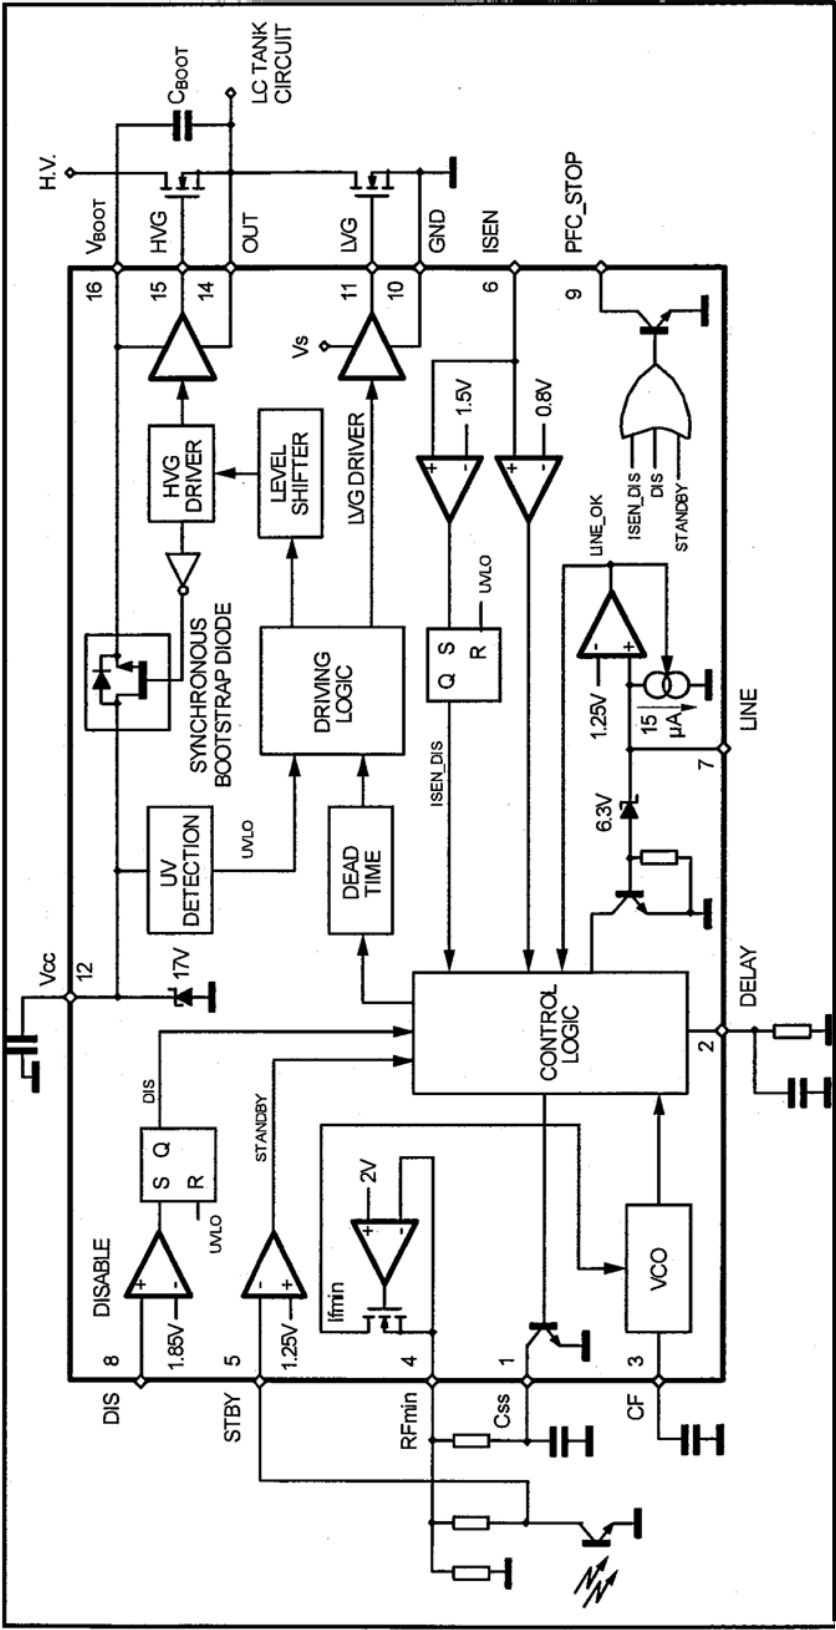 H.V.
CBOOT
LC TANK
CIRCUIT
Vcc
VBOOT
HVG
OUT
LVG
GND
ISEN
PFC_STOP
12
16
15
14
11
10
6
9
17V
SYNCHRONOUS
BOOTSTRAP DIODE
UV
DETECTION
UVLO
HVG
DRIVER
LEVEL
SHIFTER
DRIVING
LOGIC
DEAD
TIME
LVG DRIVER
Vs
DIS
8
DISABLE
+
-
1.85V
S
Q
R
UVLO
DIS
STBY
5
-
+
1.25V
STANDBY
Ifmin
+
-
2V
RFmin
4
Css
1
CF
3
VCO
CONTROL
LOGIC
ISEN_DIS
Q
S
R
UVLO
+
-
1.5V
+
-
0.8V
LINE_OK
-
+
1.25V
15
µA
6.3V
ISEN_DIS
DIS
STANDBY
2
DELAY
7
LINE